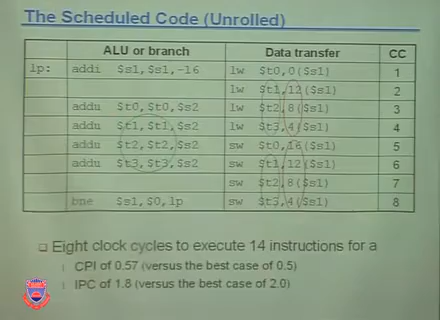 The Scheduled Code (Unrolled)
ALU or branch Data transfer CC
lp: addi $s1,$s1,-16 lw $t0,0($s1) 1
lw $t1,12($s1) 2
addu $t0,$t0,$s2 lw $t2,8($s1) 3
addu $t1,$t1,$s2 lw $t3,4($s1) 4
addu $t2,$t2,$s2 sw $t0,16($s1) 5
addu $t3,$t3,$s2 sw $t1,12($s1) 6
sw $t2,8($s1) 7
bne $s1,$0,lp sw $t3,4($s1) 8
Eight clock cycles to execute 14 instructions for a
CPI of 0.57 (versus the best case of 0.5)
IPC of 1.8 (versus the best case of 2.0)